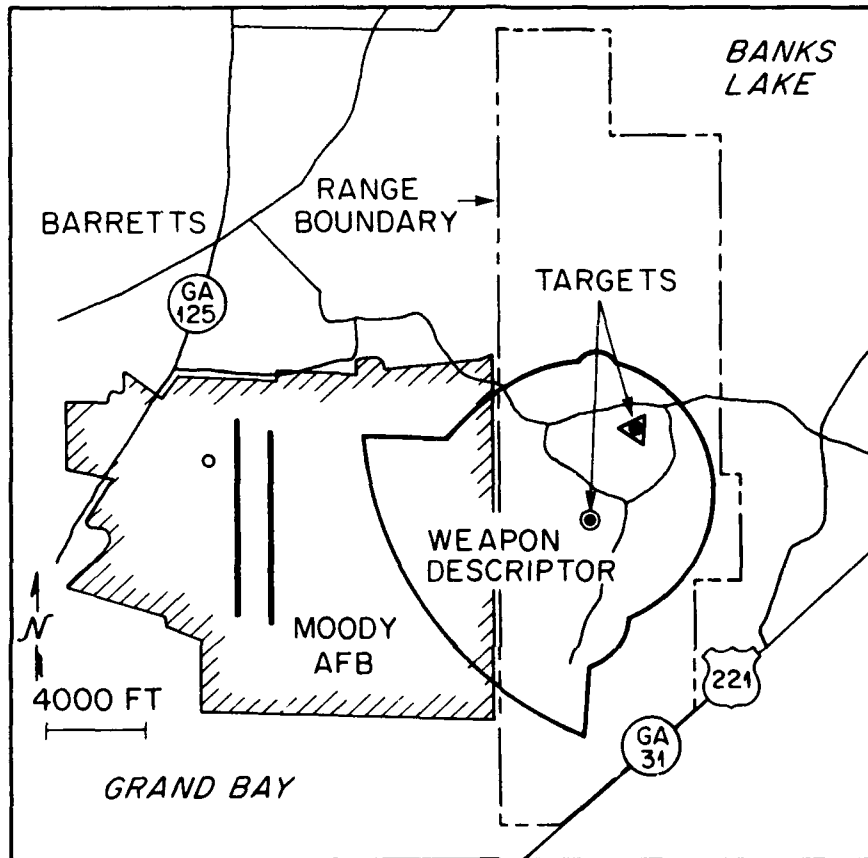 BANKS
LAKE
RANGE
BOUNDARY
BARRETTS
TARGETS
GA
125
WEAPON
DESCRIPTOR
MOODY
AFB
N
4000 FT
221
GA
31
GRAND BAY